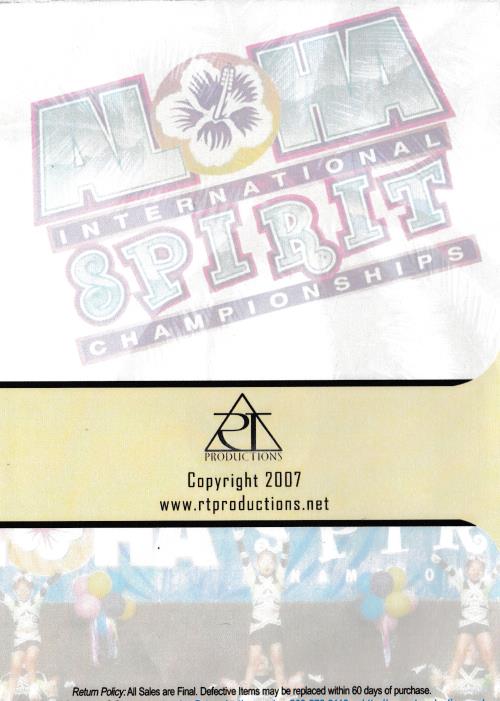 ALOHA
INTERNATIONAL
SPIRIT
CHAMPIONSHIPS
RT
PRODUCTIONS
Copyright 2007
www.rtproductions.net
Return Policy: All Sales are Final. Defective Items may be replaced within 60 days of purchase.